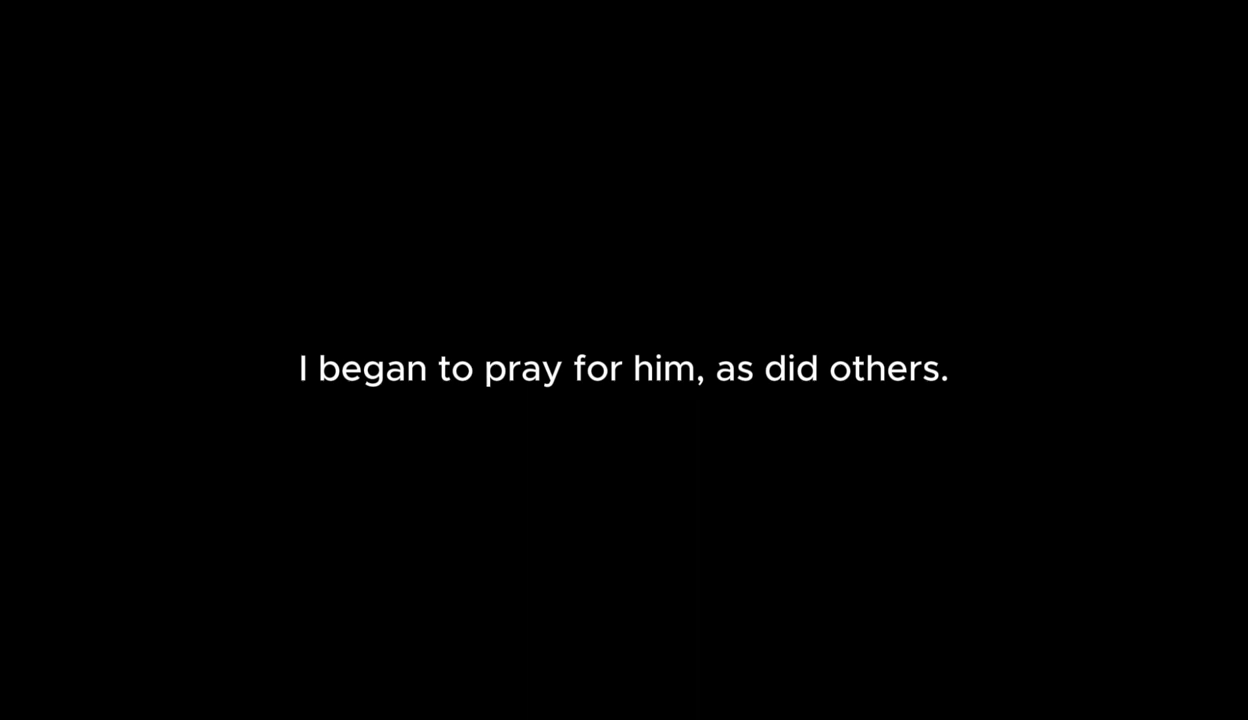 I began to pray for him, as did others.